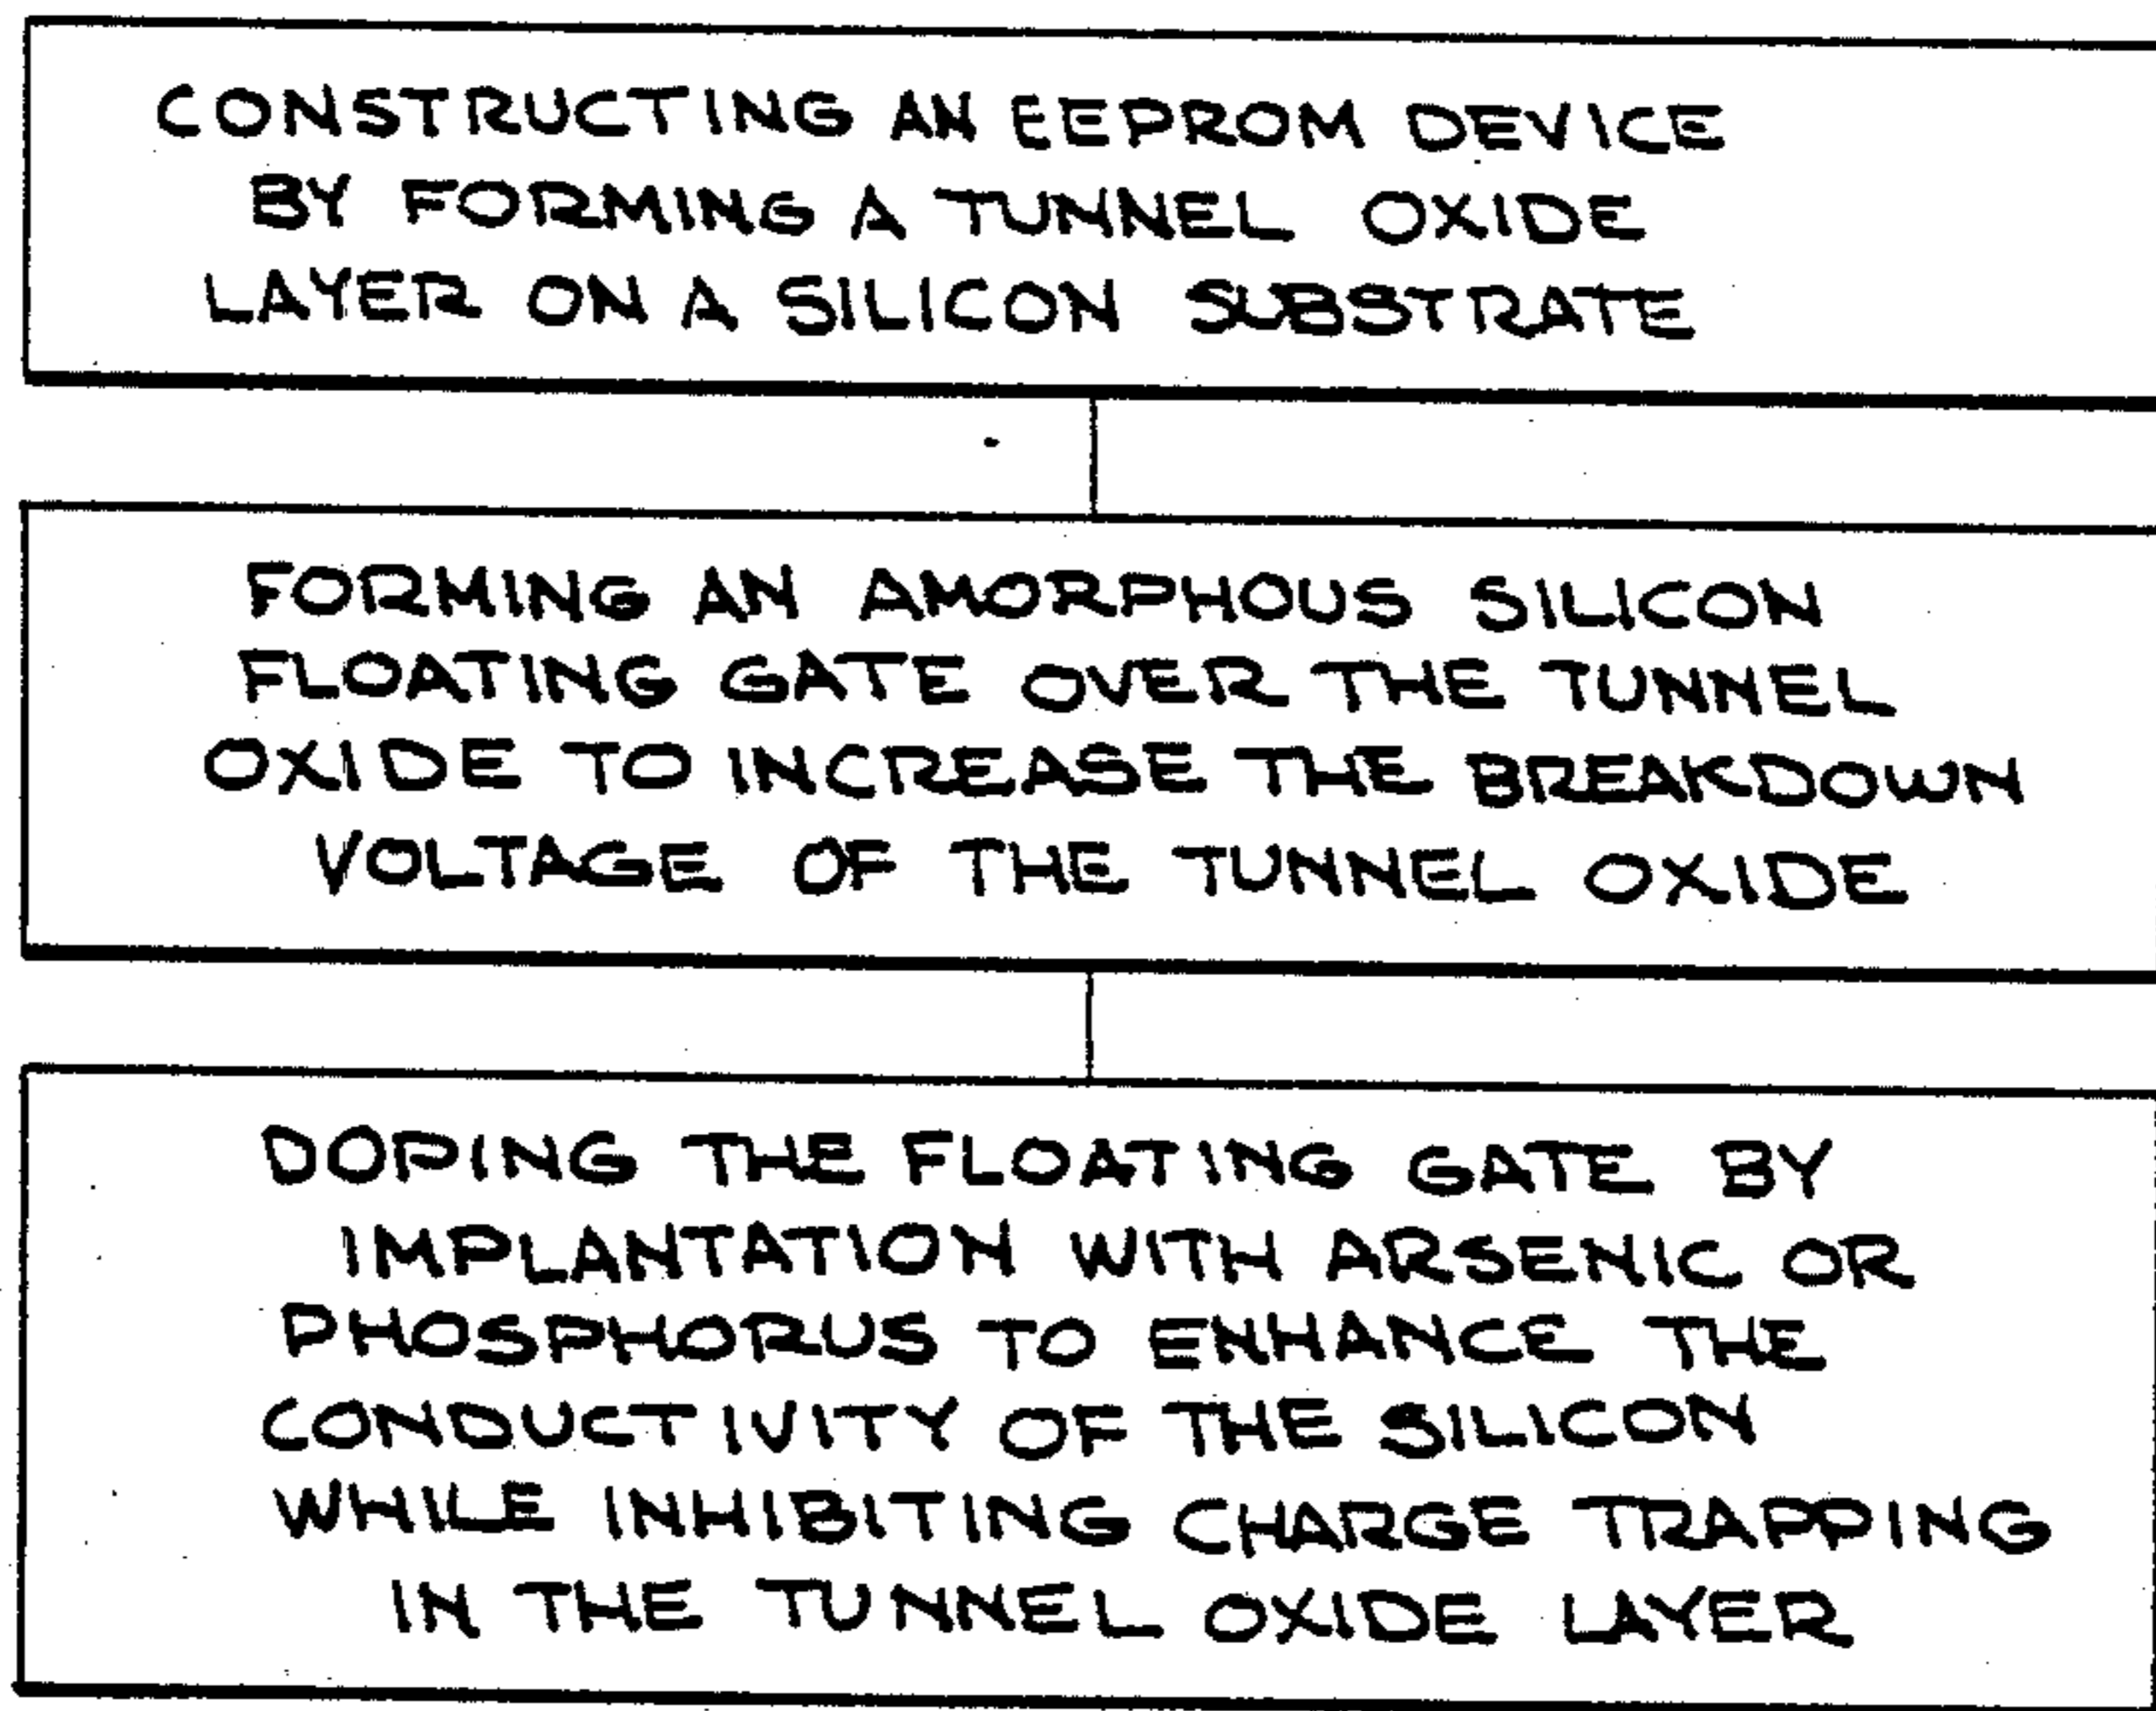 CONSTRUCTING AN EEPROM DEVICE
BY FORMING A TUNNEL OXIDE
LAYER ON A SILICON SUBSTRATE
FORMING AN AMORPHOUS SILICON
FLOATING GATE OVER THE TUNNEL
OXIDE TO INCREASE THE BREAKDOWN
VOLTAGE OF THE TUNNEL OXIDE
DOPING THE FLOATING GATE BY
IMPLANTATION WITH ARSENIC OR
PHOSPHORUS TO ENHANCE THE
CONDUCTIVITY OF THE SILICON
WHILE INHIBITING CHARGE TRAPPING
IN THE TUNNEL OXIDE LAYER